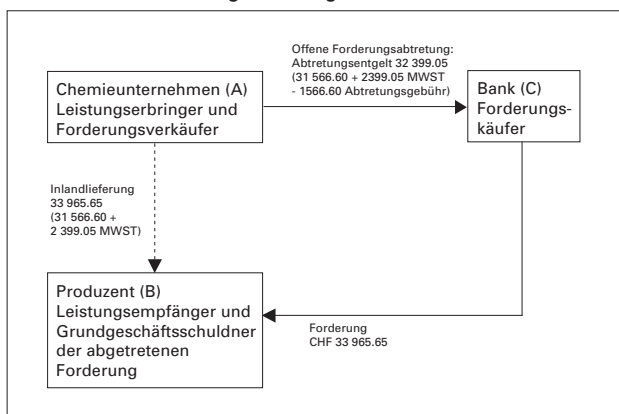 Offene Forderungsabtretung:
Abtretungsentgelt 32 399.05
(31 566.60 + 2399.05 MWST
- 1566.60 Abtretungsgebühr)
Chemieunternehmen (A)
Leistungserbringer und
Forderungsverkäufer
Bank (C)
Forderungs-
käufer
Inlandlieferung
33 965.65
(31 566.60 +
2 399.05 MWST)
Produzent (B)
Leistungsempfänger und
Grundgeschäftsschuldner
der abgetretenen
Forderung
Forderung
CHF 33 965.65